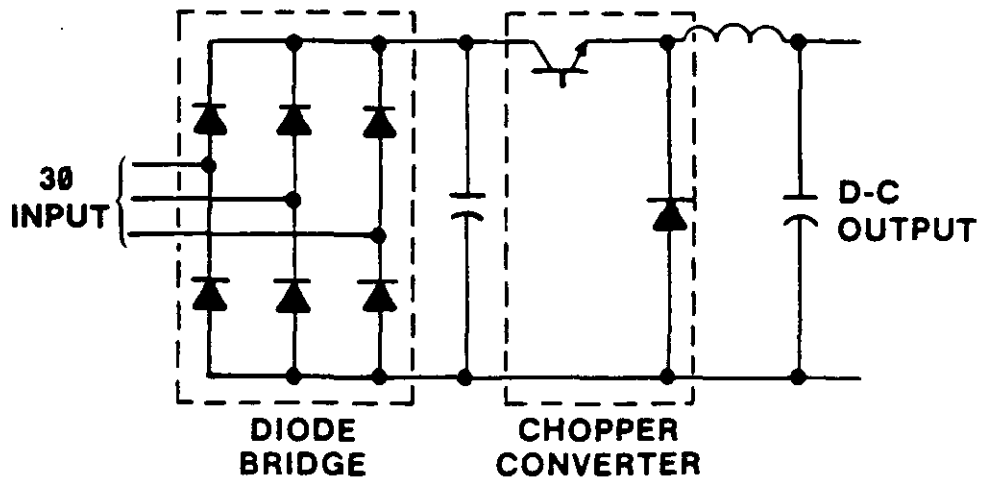 3Ø
INPUT
D-C
OUTPUT
DIODE
BRIDGE
CHOPPER
CONVERTER